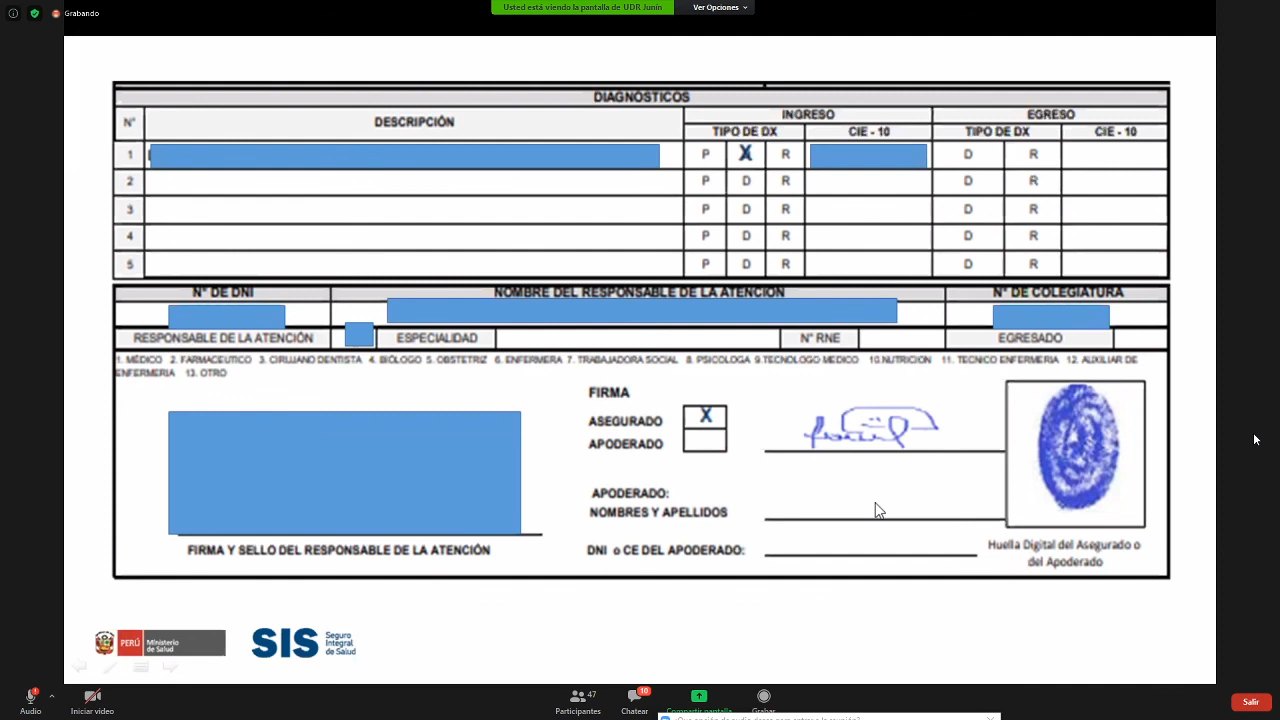 Grabando
Usted está viendo la pantalla de UDR Junín
Ver Opciones
DIAGNÓSTICOS
N° DESCRIPCIÓN INGRESO EGRESO
TIPO DE DX CIE - 10 TIPO DE DX CIE - 10
1 P X R D R
2 P D R D R
3 P D R D R
4 P D R D R
5 P D R D R
N° DE DNI NOMBRE DEL RESPONSABLE DE LA ATENCIÓN N° DE COLEGIATURA
RESPONSABLE DE LA ATENCIÓN ESPECIALIDAD N° RNE EGRESADO
1. MÉDICO 2. FARMACEUTICO 3. CIRUJANO DENTISTA 4. BIÓLOGO 5. OBSTETRIZ 6. ENFERMERA 7. TRABAJADORA SOCIAL 8. PSICOLOGA 9.TECNOLOGO MEDICO 10.NUTRICION 11. TECNICO ENFERMERIA 12. AUXILIAR DE
ENFERMERIA 13. OTRO
FIRMA
ASEGURADO X
APODERADO
APODERADO:
NOMBRES Y APELLIDOS
FIRMA Y SELLO DEL RESPONSABLE DE LA ATENCIÓN
DNI o CE DEL APODERADO:
Huella Digital del Asegurado o
del Apoderado
PERÚ Ministerio
de Salud
SIS Seguro
Integral
de Salud
Audio
Iniciar video
47
Participantes
10
Chatear
Compartir pantalla
Grabar
Salir